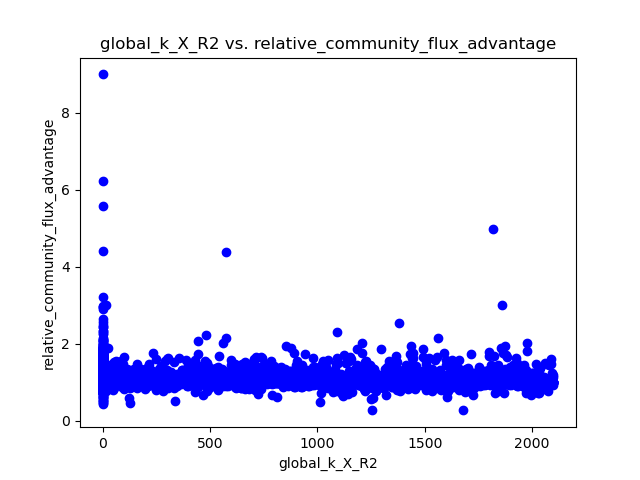 global_k_X_R2 vs. relative_community_flux_advantage
relative_community_flux_advantage
8
6
4
2
0
0 500 1000 1500 2000
global_k_X_R2